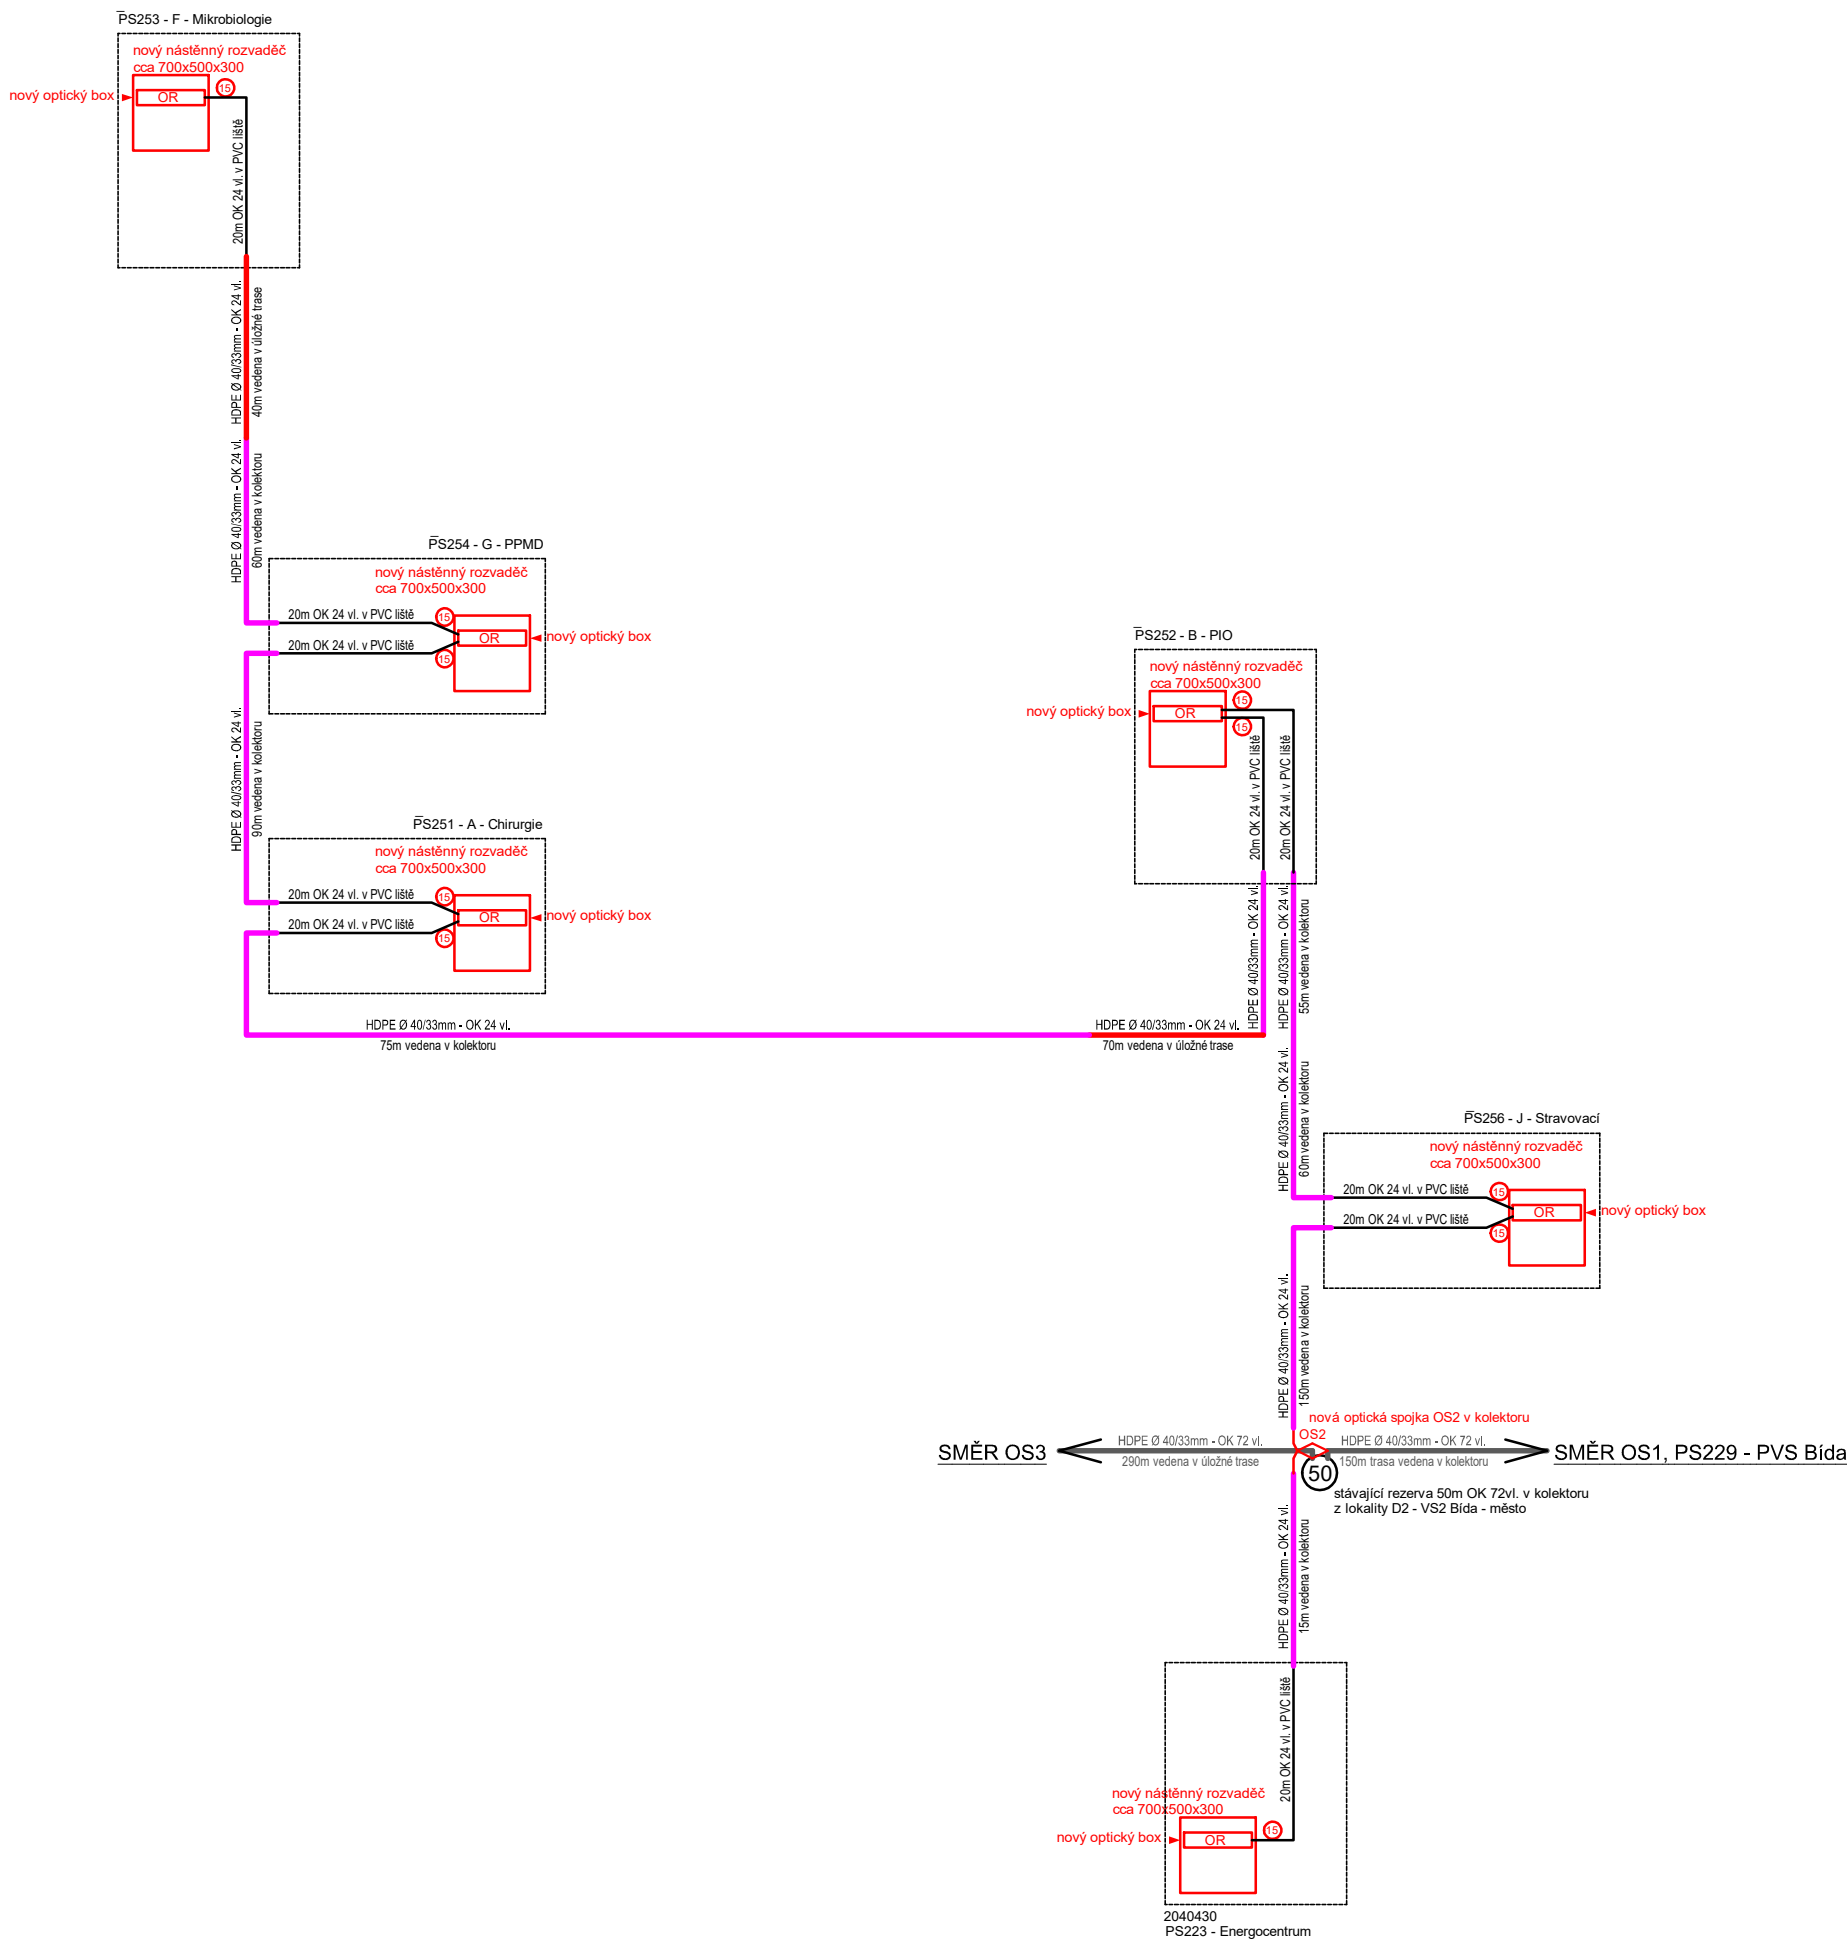 PS253 - F - Mikrobiologie
nový nástěnný rozvaděč
cca 700x500x300
nový optický box
OR
15
20m OK 24 vl. v PVC liště
HDPE Ø 40/33mm - OK 24 vl.
40m vedena v úložné trase
HDPE Ø 40/33mm - OK 24 vl.
60m vedena v kolektoru
PS254 - G - PPMD
nový nástěnný rozvaděč
cca 700x500x300
20m OK 24 vl. v PVC liště
15
OR
nový optický box
20m OK 24 vl. v PVC liště
15
HDPE Ø 40/33mm - OK 24 vl.
90m vedena v kolektoru
PS251 - A - Chirurgie
nový nástěnný rozvaděč
cca 700x500x300
20m OK 24 vl. v PVC liště
15
OR
nový optický box
20m OK 24 vl. v PVC liště
15
HDPE Ø 40/33mm - OK 24 vl.
75m vedena v kolektoru
HDPE Ø 40/33mm - OK 24 vl.
70m vedena v úložné trase
PS252 - B - PIO
nový nástěnný rozvaděč
cca 700x500x300
nový optický box
OR
15
15
20m OK 24 vl. v PVC liště
20m OK 24 vl. v PVC liště
HDPE Ø 40/33mm - OK 24 vl.
HDPE Ø 40/33mm - OK 24 vl.
55m vedena v kolektoru
HDPE Ø 40/33mm - OK 24 vl.
60m vedena v kolektoru
PS256 - J - Stravovací
nový nástěnný rozvaděč
cca 700x500x300
20m OK 24 vl. v PVC liště
15
OR
nový optický box
20m OK 24 vl. v PVC liště
15
HDPE Ø 40/33mm - OK 24 vl.
150m vedena v kolektoru
nová optická spojka OS2 v kolektoru
OS2
SMĚR OS3
HDPE Ø 40/33mm - OK 72 vl.
290m vedena v úložné trase
HDPE Ø 40/33mm - OK 72 vl.
150m trasa vedena v kolektoru
SMĚR OS1, PS229 - PVS Bída
50
stávající rezerva 50m OK 72vl. v kolektoru
z lokality D2 - VS2 Bída - město
HDPE Ø 40/33mm - OK 24 vl.
15m vedena v kolektoru
20m OK 24 vl. v PVC liště
nový nástěnný rozvaděč
cca 700x500x300
nový optický box
OR
15
2040430
PS223 - Energocentrum